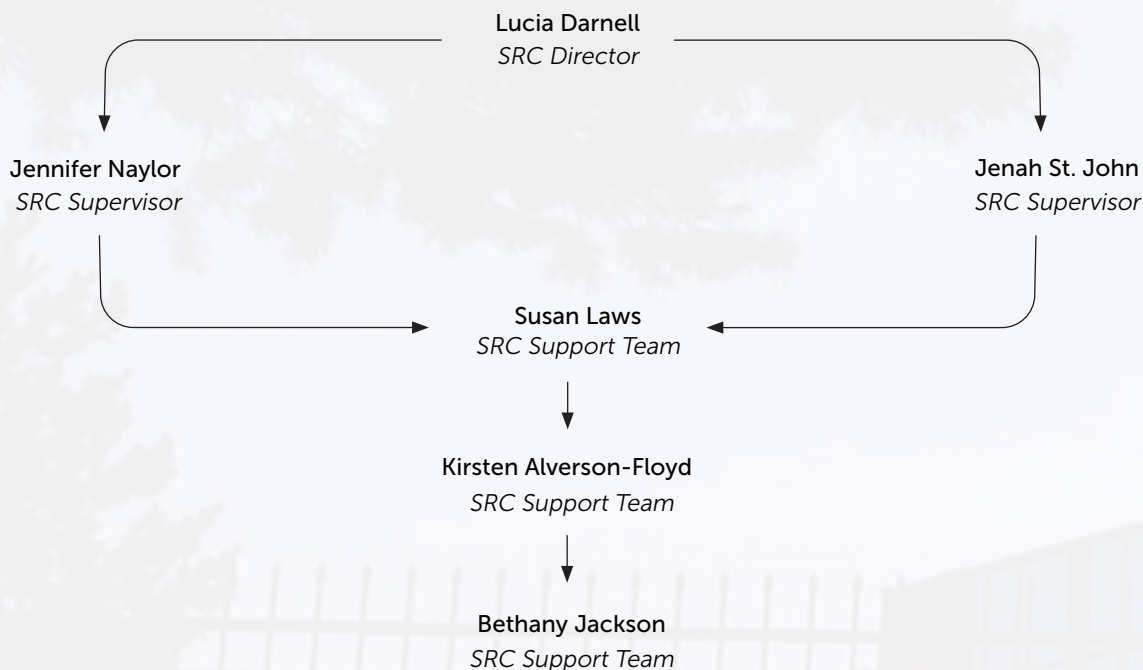 Lucia Darnell
SRC Director
Jennifer Naylor
SRC Supervisor
Jenah St. John
SRC Supervisor
Susan Laws
SRC Support Team
Kirsten Alverson-Floyd
SRC Support Team
Bethany Jackson
SRC Support Team